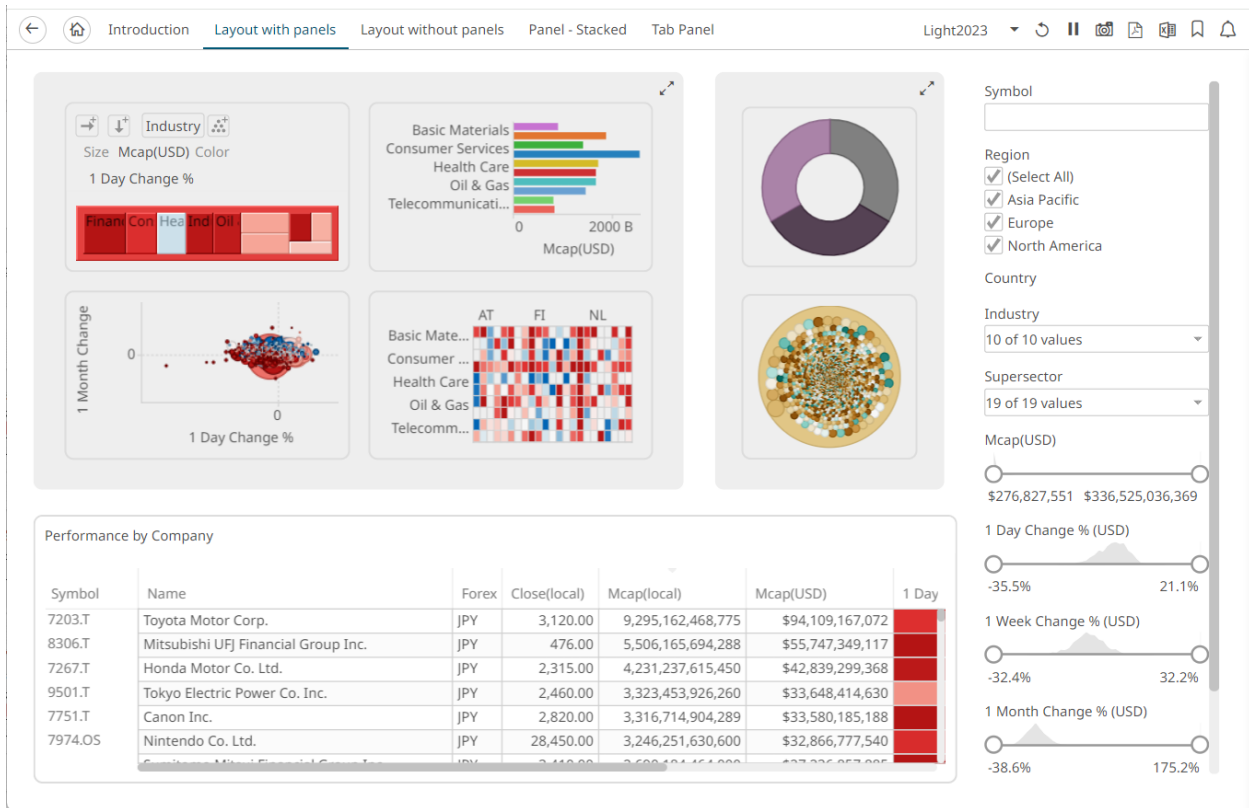 Introduction Layout with panels Layout without panels Panel - Stacked Tab Panel Light2023
Industry
Size Mcap(USD) Color
1 Day Change %
Con Hea Ind Oil
Basic Materials
Consumer Services
Health Care
Oil & Gas
Telecommunicati...
0 2000 B
Mcap(USD)
1 Month Change
0
0
1 Day Change %
AT FI NL
Basic Mate...
Consumer ...
Health Care
Oil & Gas
Telecomm...
Symbol
Region
(Select All)
Asia Pacific
Europe
North America
Country
Industry
10 of 10 values
Supersector
19 of 19 values
Mcap(USD)
$276,827,551 $336,525,036,369
1 Day Change % (USD)
-35.5% 21.1%
1 Week Change % (USD)
-32.4% 32.2%
1 Month Change % (USD)
-38.6% 175.2%
Performance by Company
Symbol Name Forex Close(local) Mcap(local) Mcap(USD) 1 Day
7203.T Toyota Motor Corp. JPY 3,120.00 9,295,162,468,775 $94,109,167,072
8306.T Mitsubishi UFJ Financial Group Inc. JPY 476.00 5,506,165,694,288 $55,747,349,117
7267.T Honda Motor Co. Ltd. JPY 2,315.00 4,231,237,615,450 $42,839,299,368
9501.T Tokyo Electric Power Co. Inc. JPY 2,460.00 3,323,453,926,260 $33,648,414,630
7751.T Canon Inc. JPY 2,820.00 3,316,714,904,289 $33,580,185,188
7974.OS Nintendo Co. Ltd. JPY 28,450.00 3,246,251,630,600 $32,866,777,540